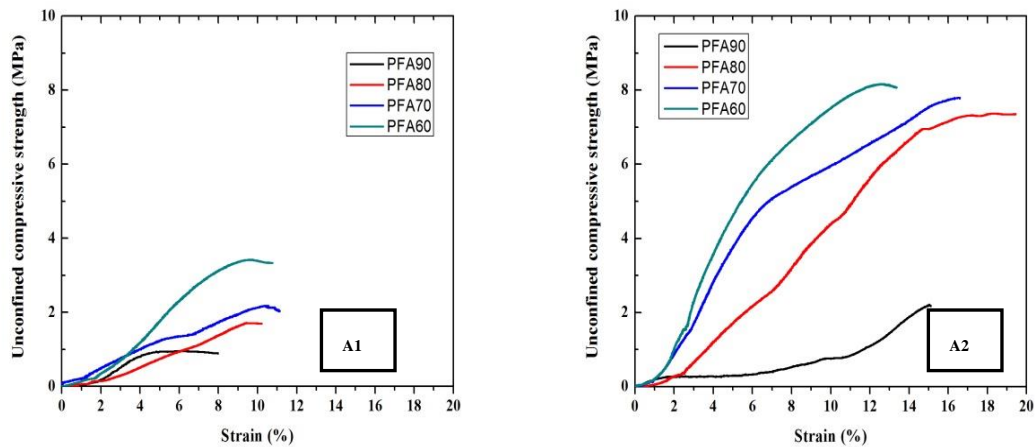 Unconfined compressive strength (MPa)
10
8
6
4
2
0
PFA90
PFA80
PFA70
PFA60
A1
0 2 4 6 8 10 12 14 16 18 20
Strain (%)
Unconfined compressive strength (MPa)
10
8
6
4
2
0
PFA90
PFA80
PFA70
PFA60
A2
0 2 4 6 8 10 12 14 16 18 20
Strain (%)